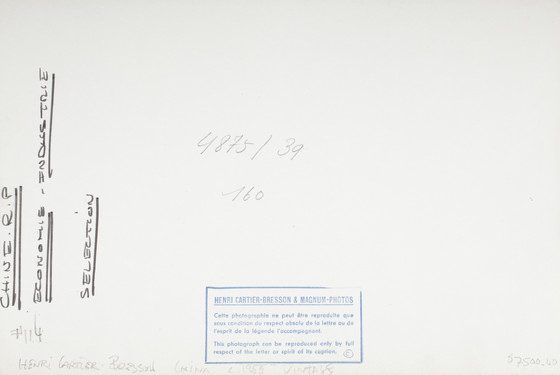 CHINE.R.P
ECONOMIE - INDUSTRIE
SELECTION
4875/39
160
#114
HENRI CARTIER-BRESSON & MAGNUM-PHOTOS
Cette photographie ne peut être reproduite que
sous condition du respect absolu de la lettre ou de
l'esprit de la légende l'accompagnant.
This photograph can be reproduced only by full
respect of the letter or spirit of its caption. ©
HENRI CARTIER BRESSON CHINA VINTAGE